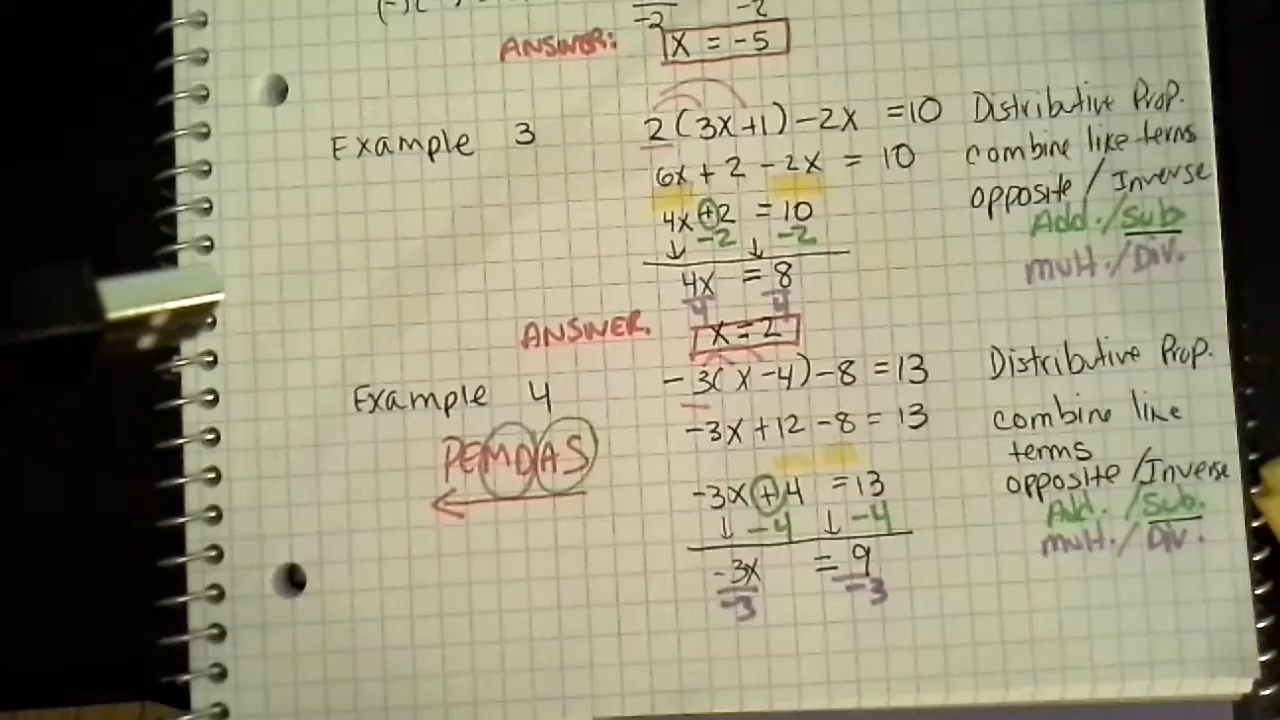 -2 -2
ANSWER: x = -5
Example 3 2(3x+1)-2x =10 Distributive Prop.
6x + 2 - 2x = 10 combine like terms
4x +2 = 10 opposite / Inverse
↓ -2 ↓ -2 Add. / Sub
4x = 8 mult. / Div.
4 4
ANSWER. x = 2
Example 4 -3(x-4)-8 =13 Distributive Prop.
-3x +12 -8 = 13 combine like
PEMDAS terms
-3x + 4 = 13 opposite / Inverse
↓ -4 ↓ -4 Add. / Sub.
-3x = 9 mult. / Div.
-3 -3